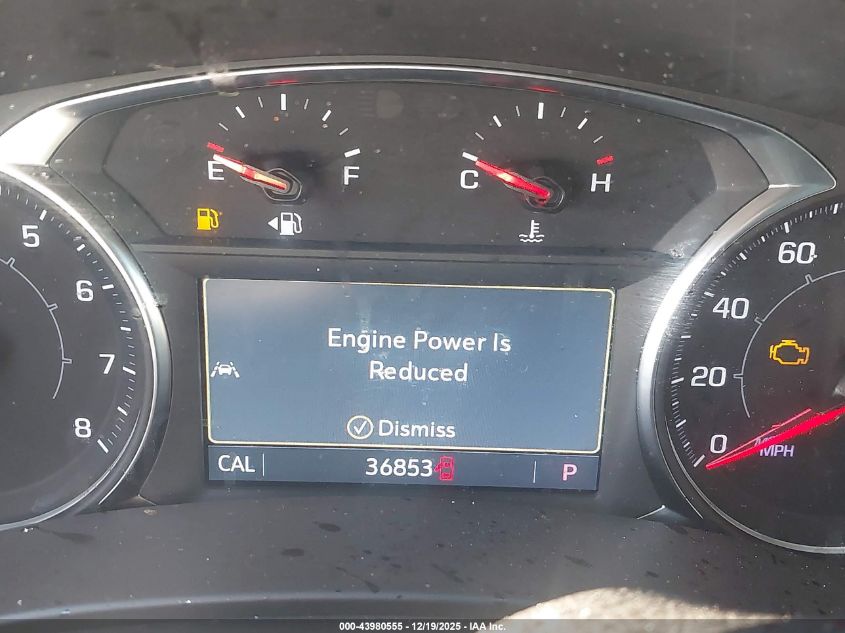 E F
C H
5
6
7
8
60
40
20
0
MPH
Engine Power Is
Reduced
Dismiss
CAL 36853 P
000-43980555 - 12/19/2025 - IAA Inc.